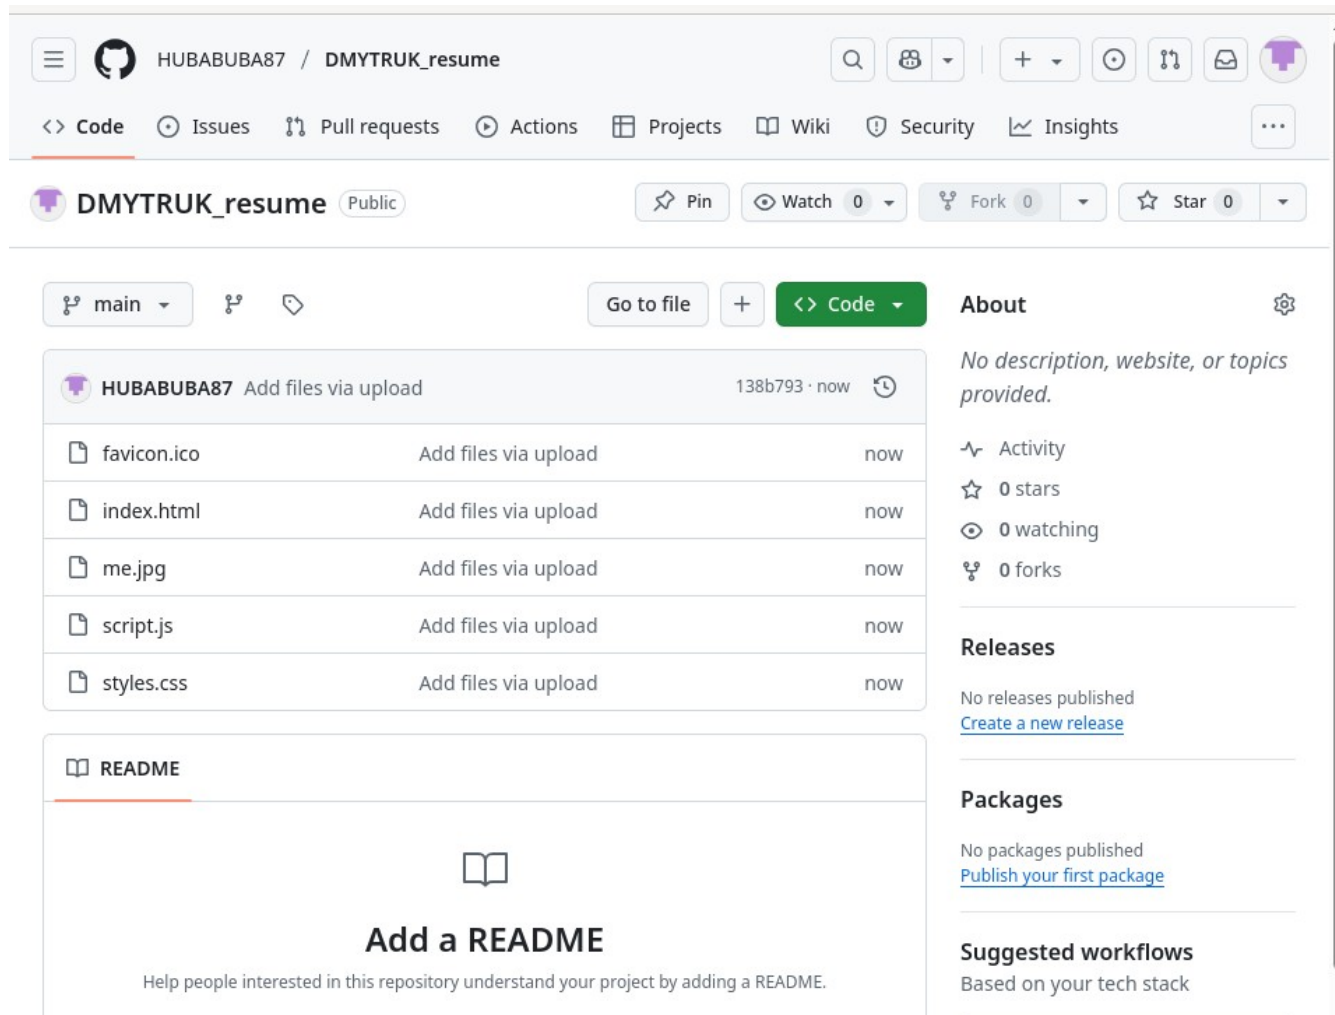 HUBABUBA87 / DMYTRUK_resume
Code Issues Pull requests Actions Projects Wiki Security Insights
DMYTRUK_resume Public Pin Watch 0 Fork 0 Star 0
main Go to file Code
HUBABUBA87 Add files via upload 138b793 · now
favicon.ico Add files via upload now
index.html Add files via upload now
me.jpg Add files via upload now
script.js Add files via upload now
styles.css Add files via upload now
README
Add a README
Help people interested in this repository understand your project by adding a README.
About
No description, website, or topics
provided.
Activity
0 stars
0 watching
0 forks
Releases
No releases published
Create a new release
Packages
No packages published
Publish your first package
Suggested workflows
Based on your tech stack